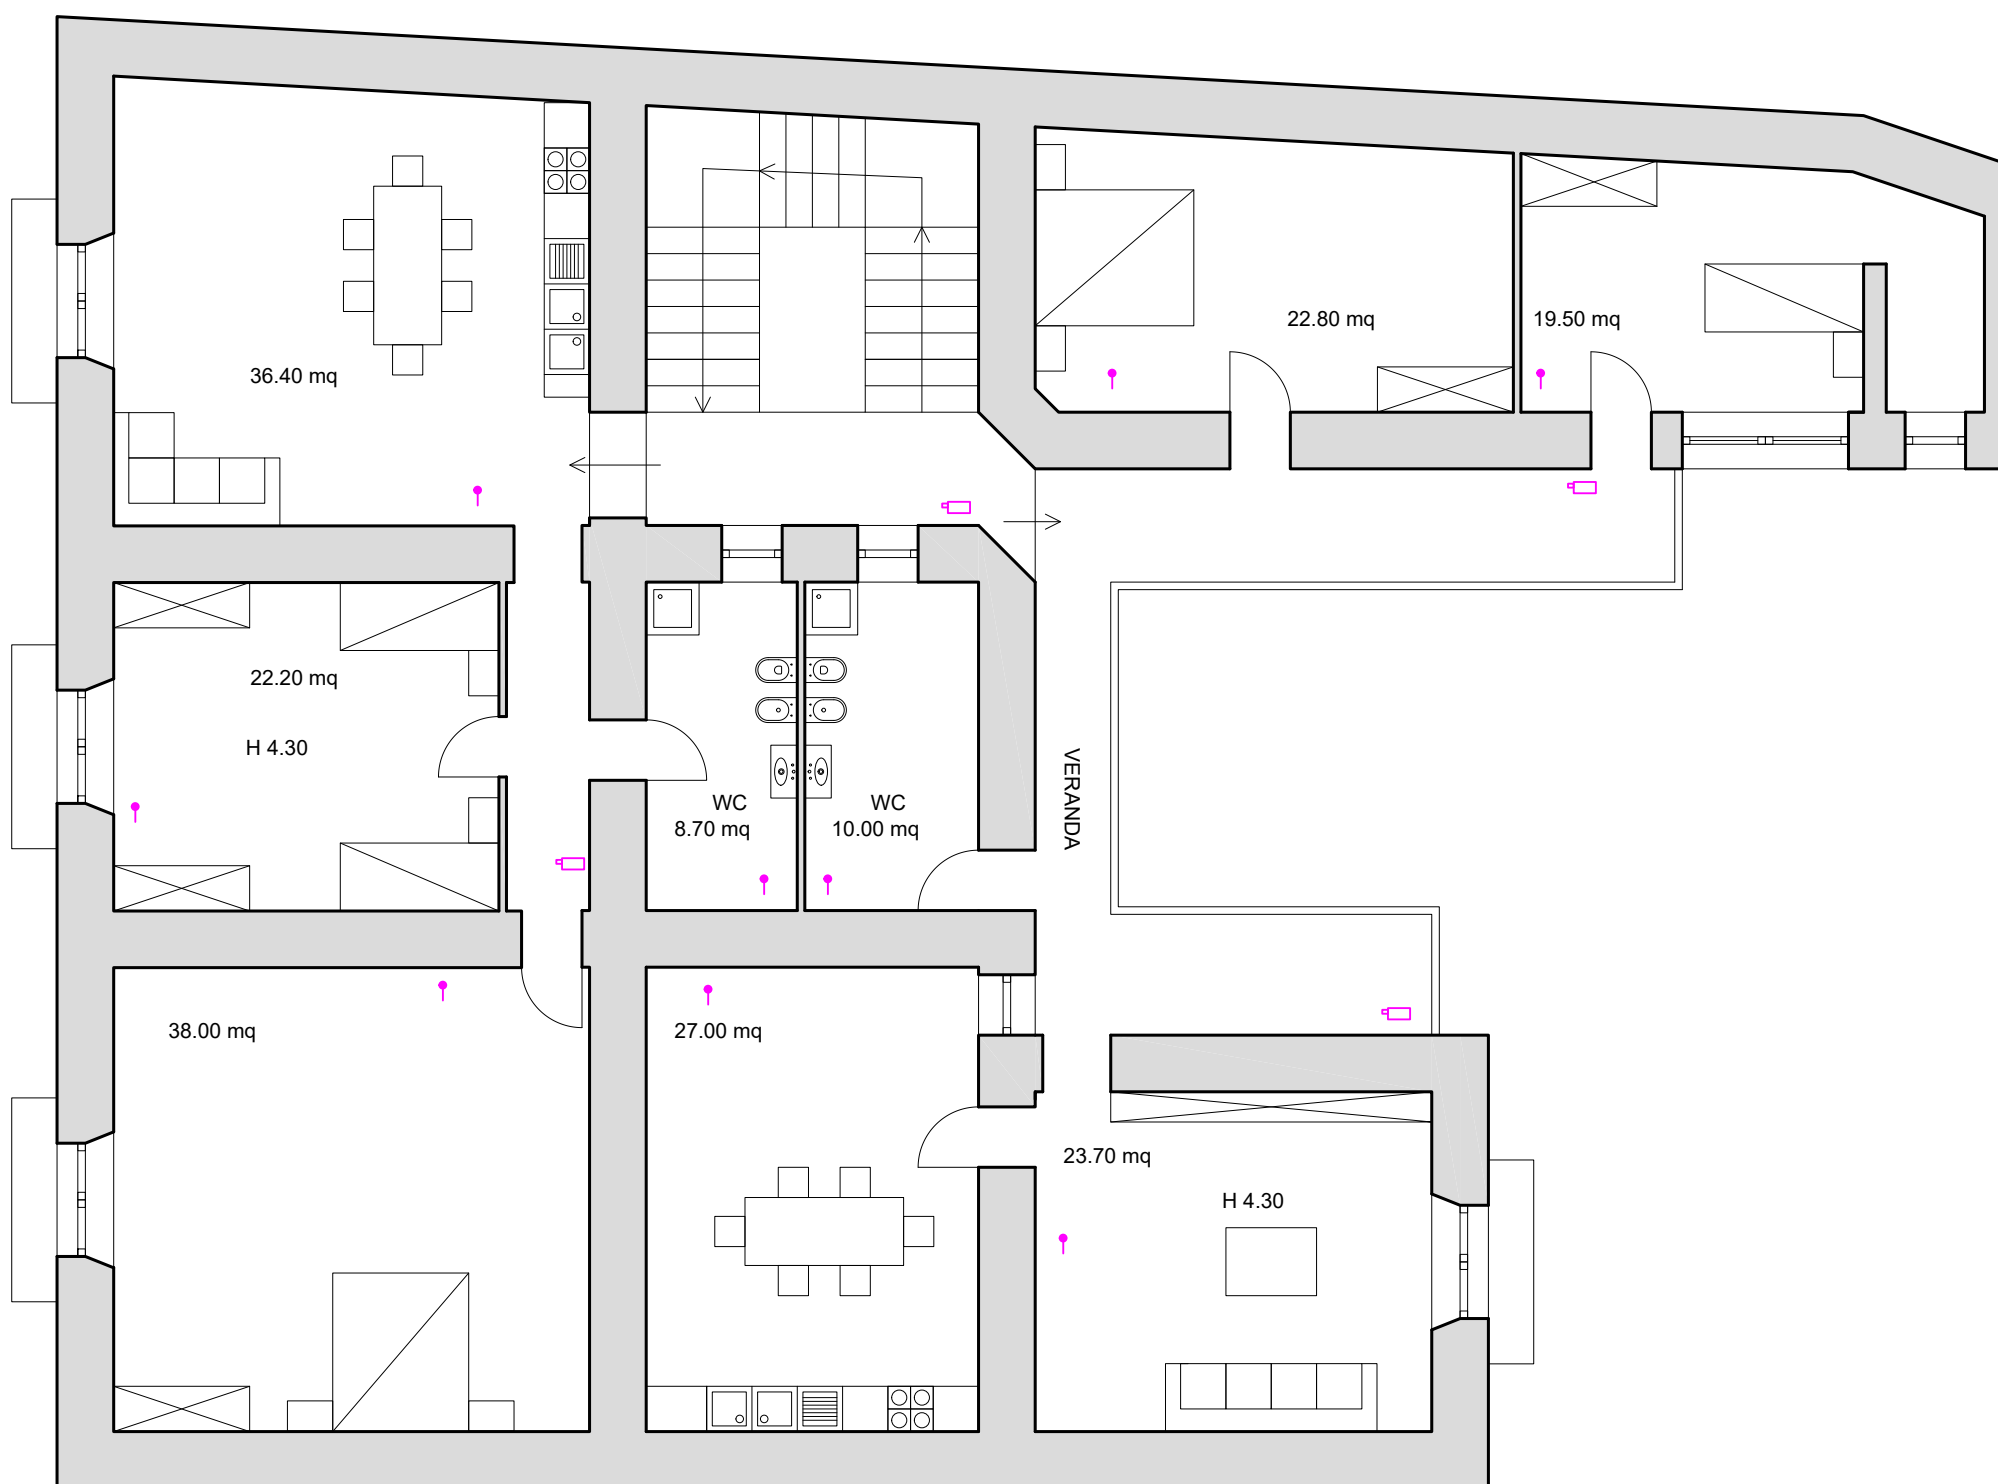 22.80 mq
19.50 mq
36.40 mq
22.20 mq
H 4.30
VERANDA
WC
8.70 mq
WC
10.00 mq
38.00 mq
27.00 mq
23.70 mq
H 4.30